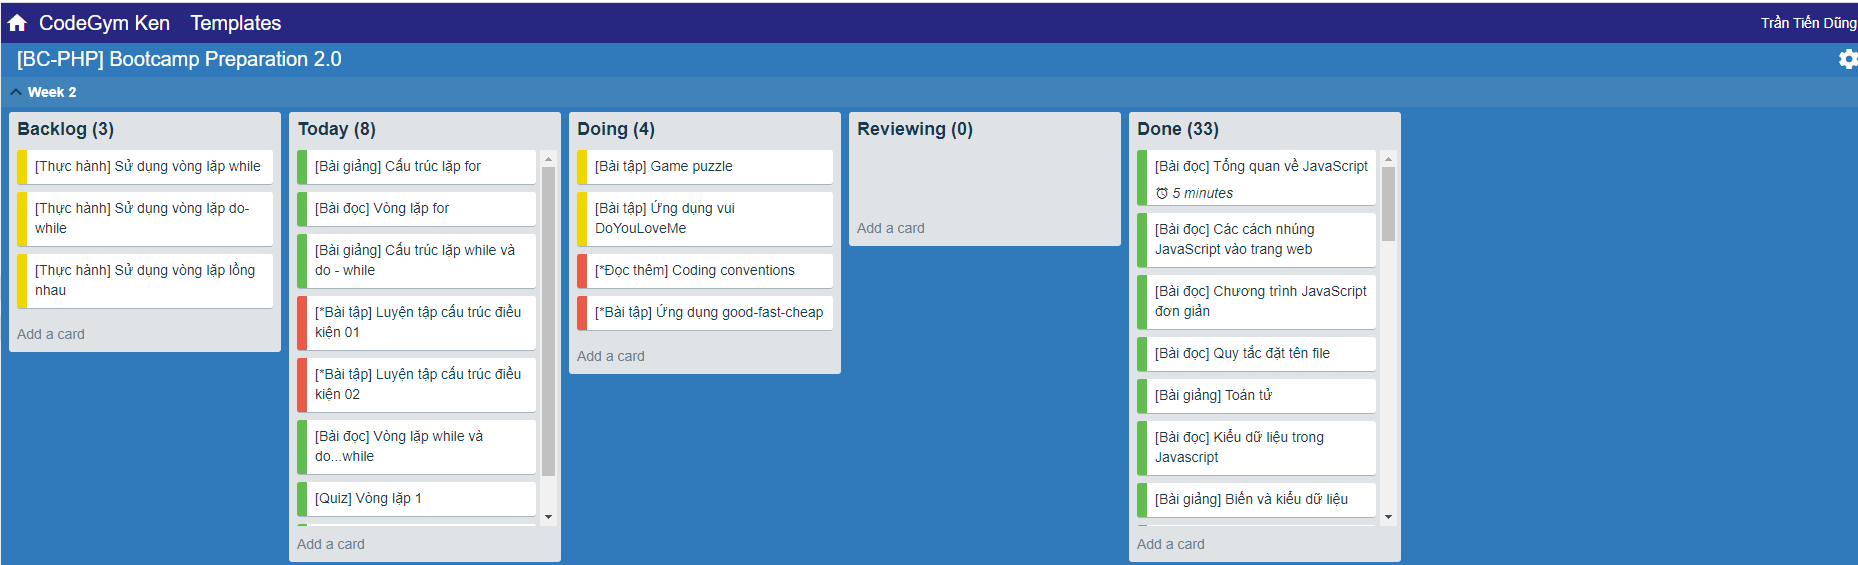 CodeGym Ken Templates
Trần Tiến Dũng
[BC-PHP] Bootcamp Preparation 2.0
Week 2
Backlog (3)
[Thực hành] Sử dụng vòng lặp while
[Thực hành] Sử dụng vòng lặp do-
while
[Thực hành] Sử dụng vòng lặp lồng
nhau
Add a card
Today (8)
[Bài giảng] Cấu trúc lặp for
[Bài đọc] Vòng lặp for
[Bài giảng] Cấu trúc lặp while và
do - while
[*Bài tập] Luyện tập cấu trúc điều
kiện 01
[*Bài tập] Luyện tập cấu trúc điều
kiện 02
[Bài đọc] Vòng lặp while và
do...while
[Quiz] Vòng lặp 1
Add a card
Doing (4)
[Bài tập] Game puzzle
[Bài tập] Ứng dụng vui
DoYouLoveMe
[*Đọc thêm] Coding conventions
[*Bài tập] Ứng dụng good-fast-cheap
Add a card
Reviewing (0)
Add a card
Done (33)
[Bài đọc] Tổng quan về JavaScript
5 minutes
[Bài đọc] Các cách nhúng
JavaScript vào trang web
[Bài đọc] Chương trình JavaScript
đơn giản
[Bài đọc] Quy tắc đặt tên file
[Bài giảng] Toán tử
[Bài đọc] Kiểu dữ liệu trong
Javascript
[Bài giảng] Biến và kiểu dữ liệu
Add a card